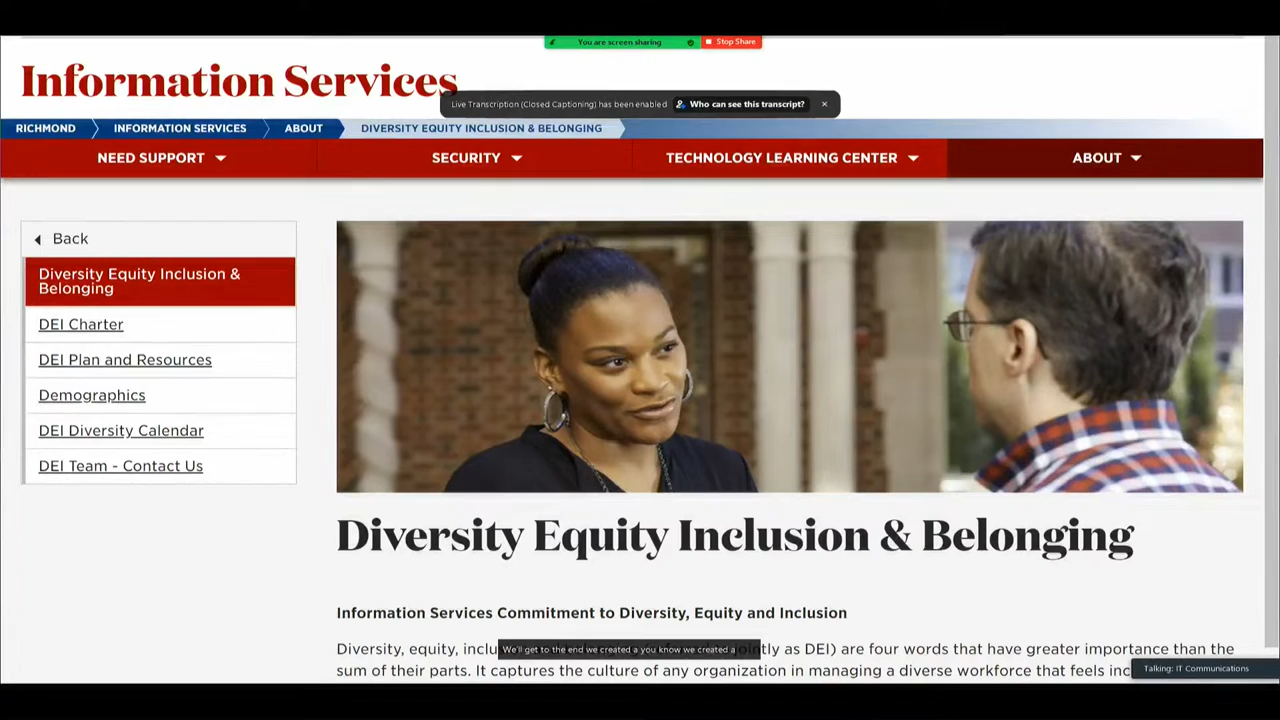 You are screen sharing
Stop Share
Information Services
Live Transcription (Closed Captioning) has been enabled Who can see this transcript?
RICHMOND INFORMATION SERVICES ABOUT DIVERSITY EQUITY INCLUSION & BELONGING
NEED SUPPORT SECURITY TECHNOLOGY LEARNING CENTER ABOUT
Back
Diversity Equity Inclusion &
Belonging
DEI Charter
DEI Plan and Resources
Demographics
DEI Diversity Calendar
DEI Team - Contact Us
Diversity Equity Inclusion & Belonging
Information Services Commitment to Diversity, Equity and Inclusion
Diversity, equity, as DEI) are four words that have greater importance than the
We'll get to the end we created a you know we created a
sum of their parts. It captures the culture of any organization in managing a diverse workforce that feels
Talking: IT Communications